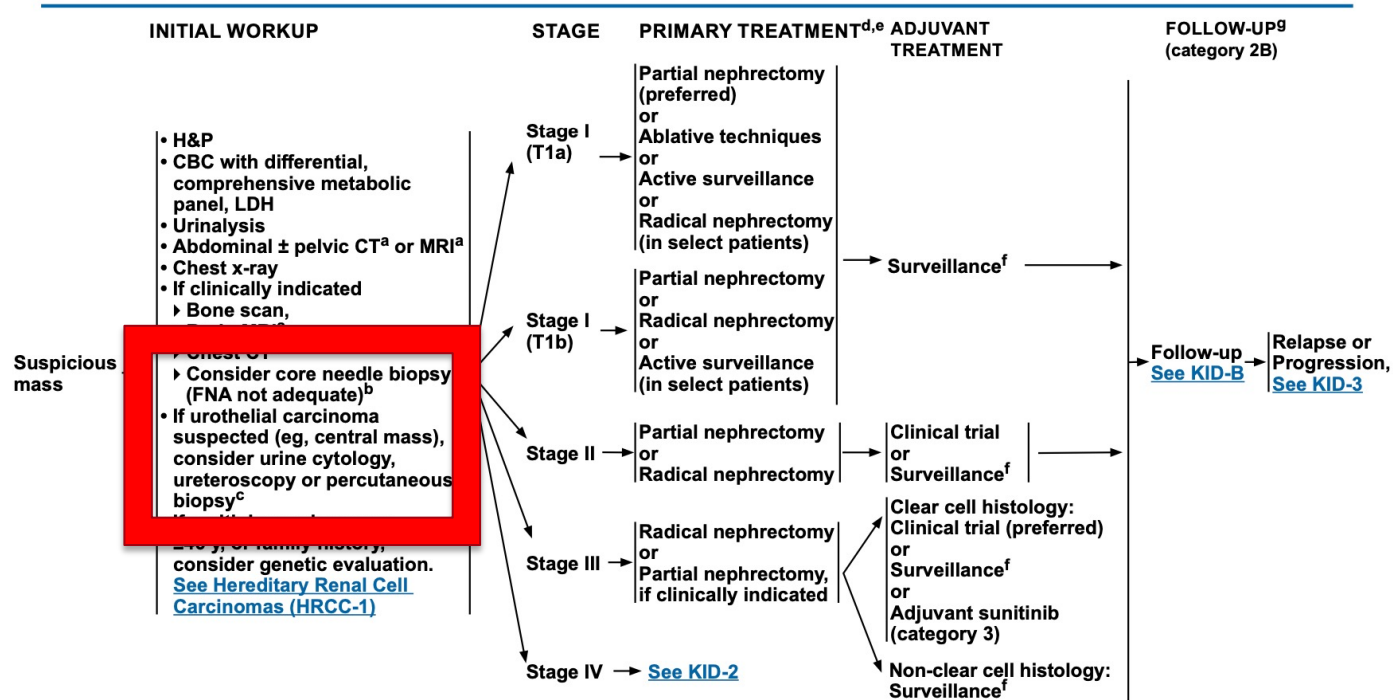 INITIAL WORKUP
STAGE
PRIMARY TREATMENTd,e
ADJUVANT
TREATMENT
FOLLOW-UPg
(category 2B)
Suspicious
mass
• H&P
• CBC with differential,
comprehensive metabolic
panel, LDH
• Urinalysis
• Abdominal ± pelvic CTa or MRIa
• Chest x-ray
• If clinically indicated
Bone scan,
Chest CT
Consider core needle biopsy
(FNA not adequate)b
• If urothelial carcinoma
suspected (eg, central mass),
consider urine cytology,
ureteroscopy or percutaneous
biopsyc
or family history,
consider genetic evaluation.
See Hereditary Renal Cell
Carcinomas (HRCC-1)
Stage I
(T1a)
Partial nephrectomy
(preferred)
or
Ablative techniques
or
Active surveillance
or
Radical nephrectomy
(in select patients)
Stage I
(T1b)
Partial nephrectomy
or
Radical nephrectomy
or
Active surveillance
(in select patients)
Surveillancef
Stage II
Partial nephrectomy
or
Radical nephrectomy
Clinical trial
or
Surveillancef
Stage III
Radical nephrectomy
or
Partial nephrectomy,
if clinically indicated
Clear cell histology:
Clinical trial (preferred)
or
Surveillancef
or
Adjuvant sunitinib
(category 3)
Non-clear cell histology:
Surveillancef
Stage IV
See KID-2
Follow-up
See KID-B
Relapse or
Progression,
See KID-3